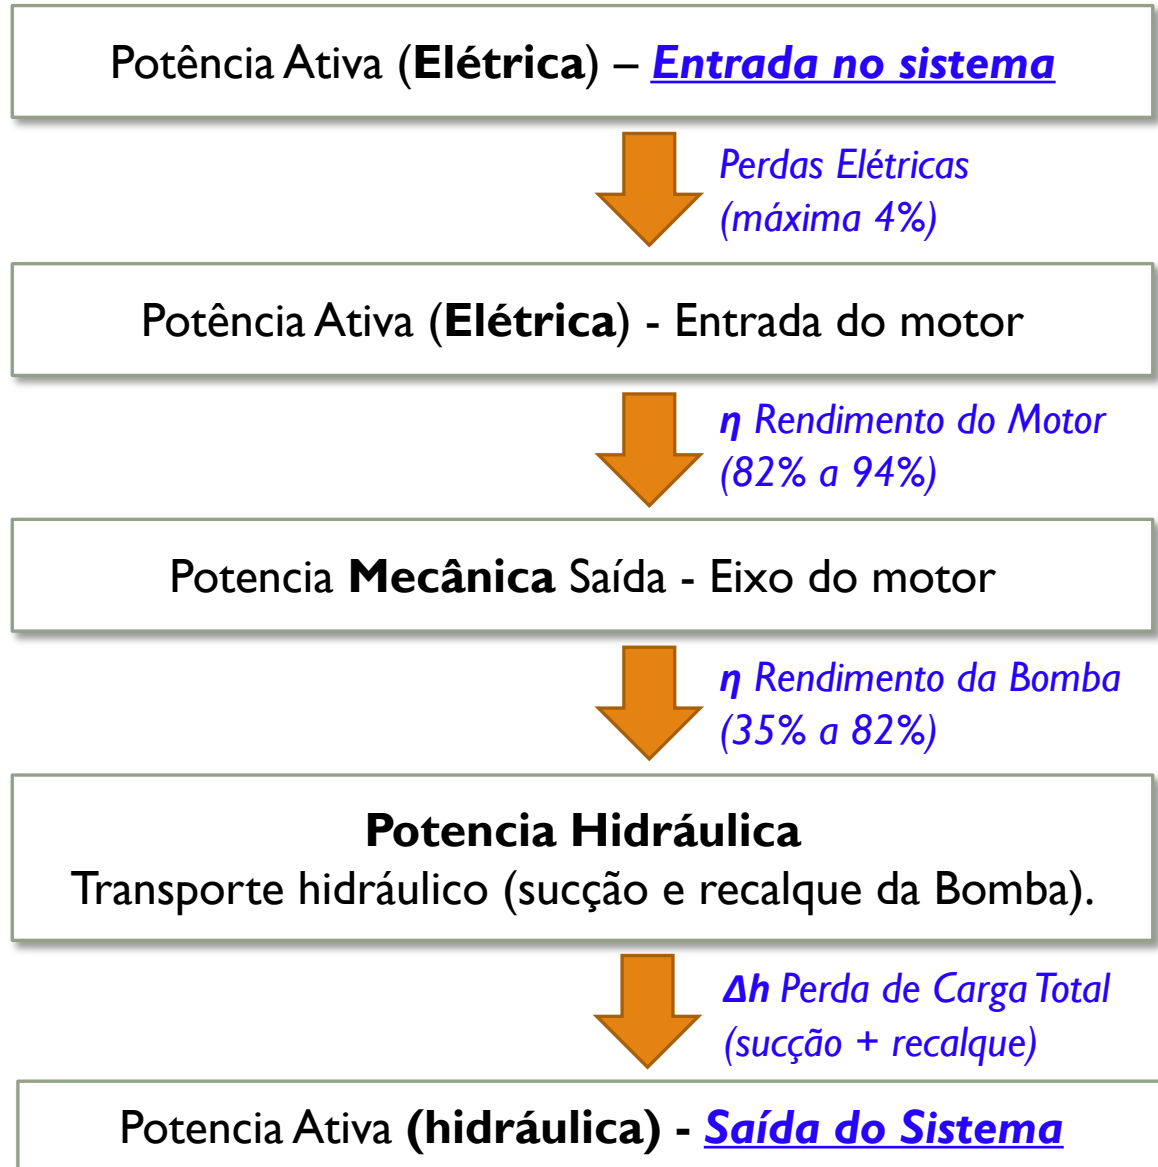 Potência Ativa (Elétrica) – Entrada no sistema
Perdas Elétricas
(máxima 4%)
Potência Ativa (Elétrica) - Entrada do motor
η Rendimento do Motor
(82% a 94%)
Potencia Mecânica Saída - Eixo do motor
η Rendimento da Bomba
(35% a 82%)
Potencia Hidráulica
Transporte hidráulico (sucção e recalque da Bomba).
Δh Perda de Carga Total
(sucção + recalque)
Potencia Ativa (hidráulica) - Saída do Sistema